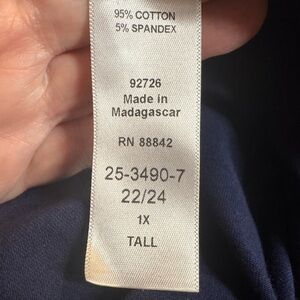 95% COTTON
5% SPANDEX
92726
Made in
Madagascar
RN 88842
25-3490-7
22/24
1X
TALL